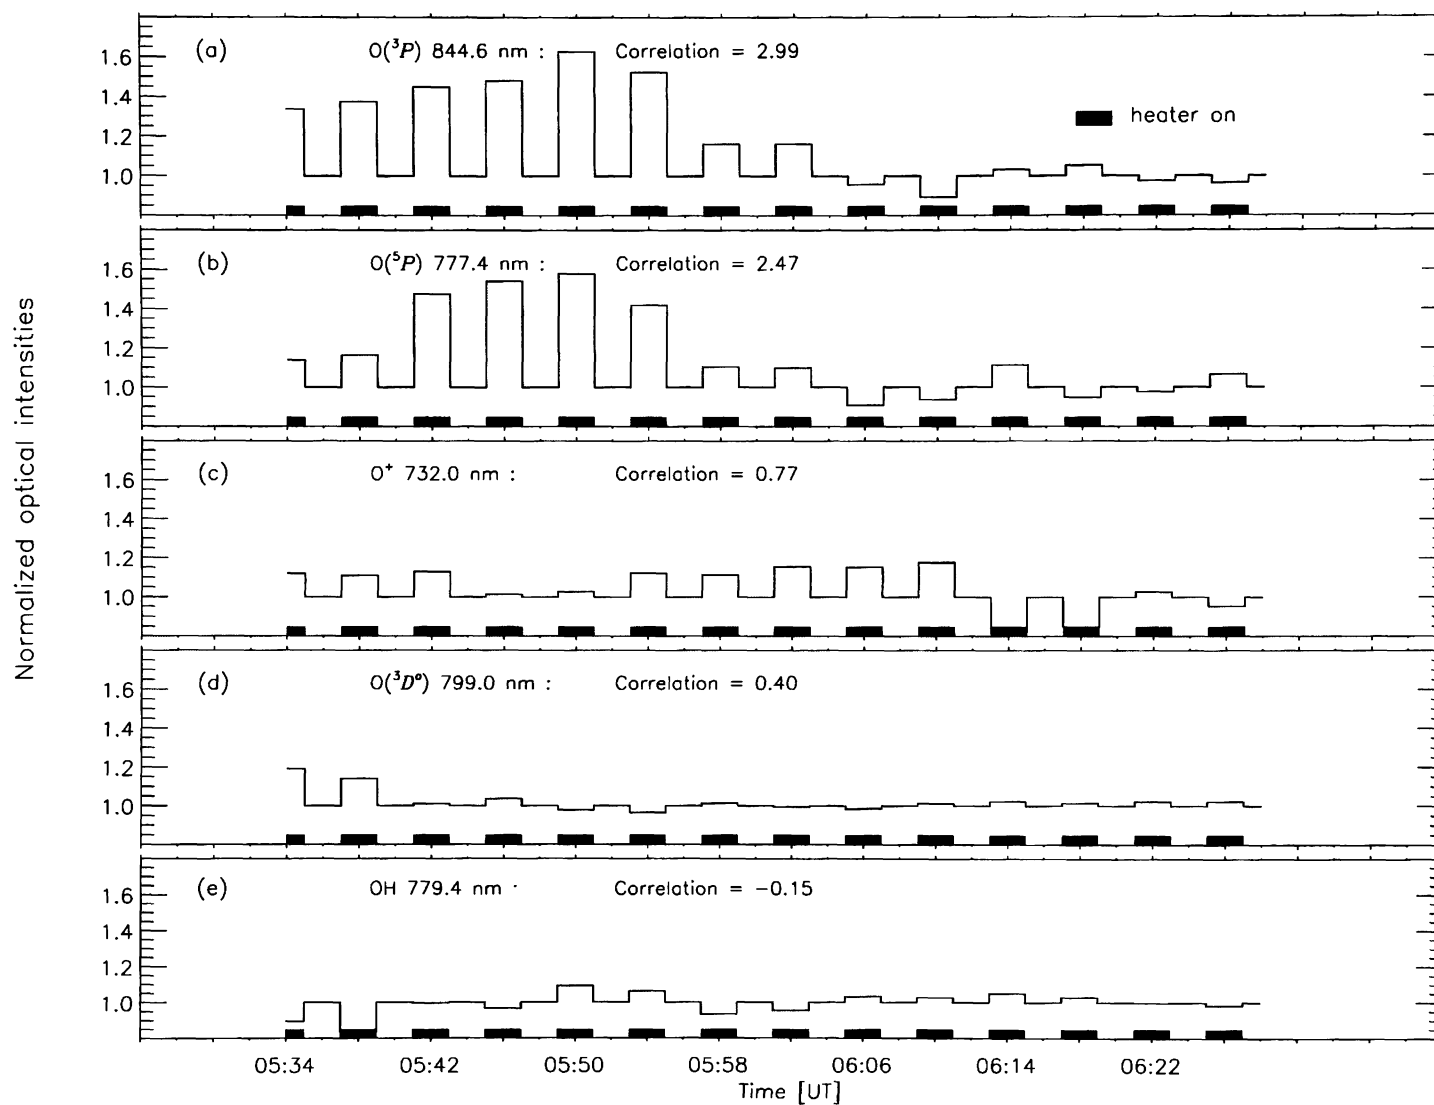 Normalized optical intensities
(a) O(³P) 844.6 nm : Correlation = 2.99
heater on
1.6
1.4
1.2
1.0
(b) O(⁵P) 777.4 nm : Correlation = 2.47
1.6
1.4
1.2
1.0
(c) O⁺ 732.0 nm : Correlation = 0.77
1.6
1.4
1.2
1.0
(d) O(³D°) 799.0 nm : Correlation = 0.40
1.6
1.4
1.2
1.0
(e) OH 779.4 nm · Correlation = −0.15
1.6
1.4
1.2
1.0
05:34 05:42 05:50 05:58 06:06 06:14 06:22
Time [UT]